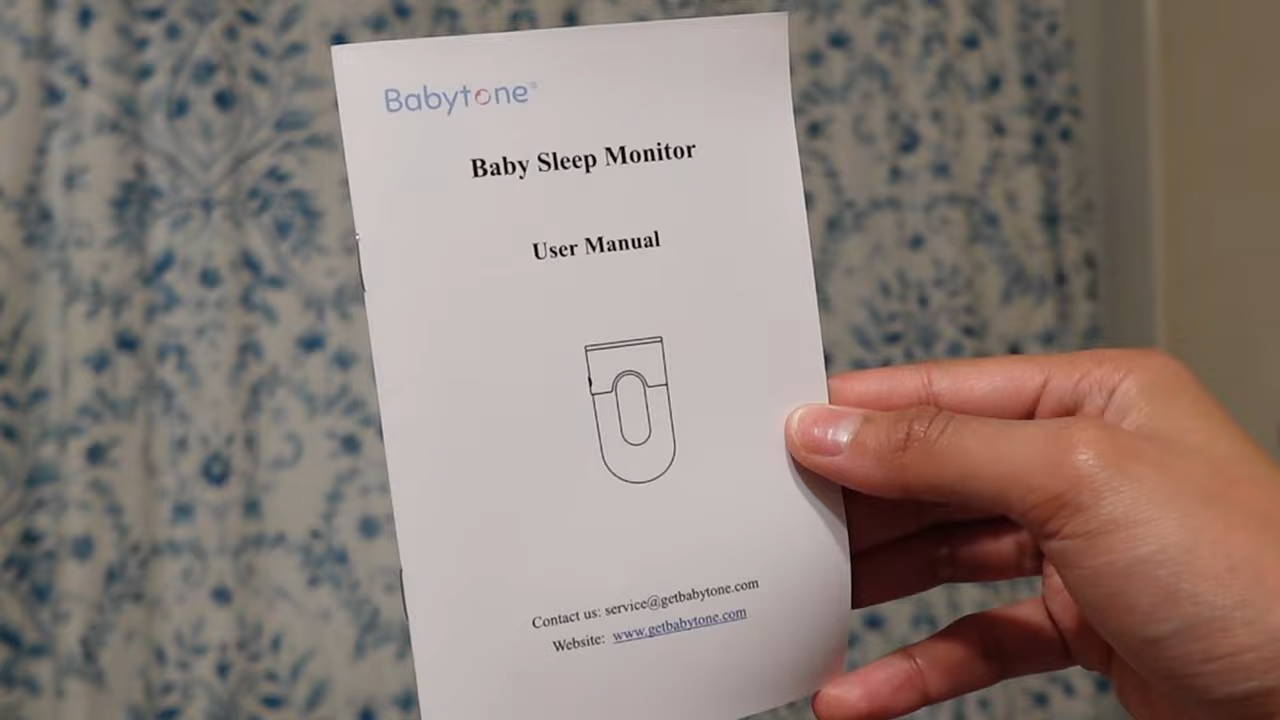 Babytone®
Baby Sleep Monitor
User Manual
Contact us: service@getbabytone.com
Website: www.getbabytone.com